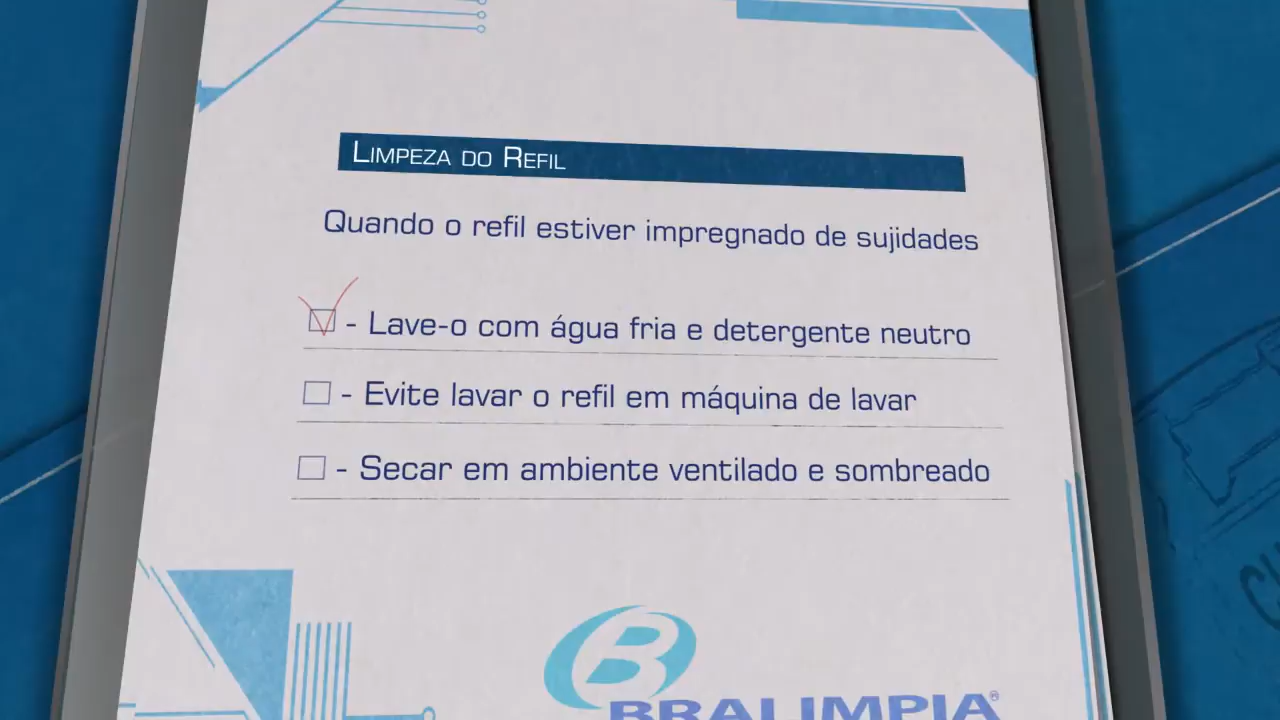 LIMPEZA DO REFIL
Quando o refil estiver impregnado de sujidades
- Lave-o com água fria e detergente neutro
- Evite lavar o refil em máquina de lavar
- Secar em ambiente ventilado e sombreado
B
BRALIMPIA®